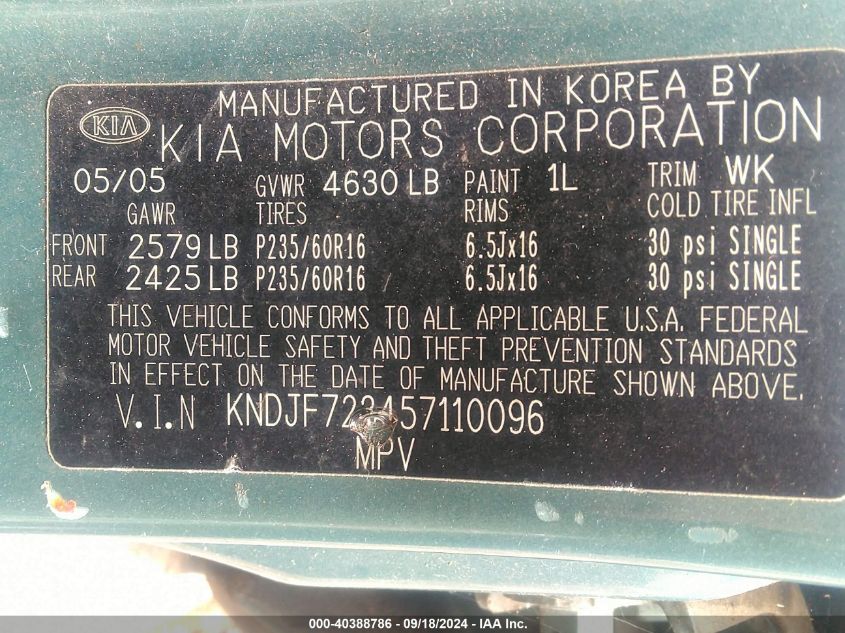 MANUFACTURED IN KOREA BY
KIA KIA MOTORS CORPORATION
05/05 GVWR 4630 LB PAINT 1L TRIM WK
GAWR TIRES RIMS COLD TIRE INFL
FRONT 2579 LB P235/60R16 6.5Jx16 30 psi SINGLE
REAR 2425 LB P235/60R16 6.5Jx16 30 psi SINGLE
THIS VEHICLE CONFORMS TO ALL APPLICABLE U.S.A. FEDERAL
MOTOR VEHICLE SAFETY AND THEFT PREVENTION STANDARDS
IN EFFECT ON THE DATE OF MANUFACTURE SHOWN ABOVE.
V.I.N KNDJF723457110096
MPV
000-40388786 - 09/18/2024 - IAA Inc.